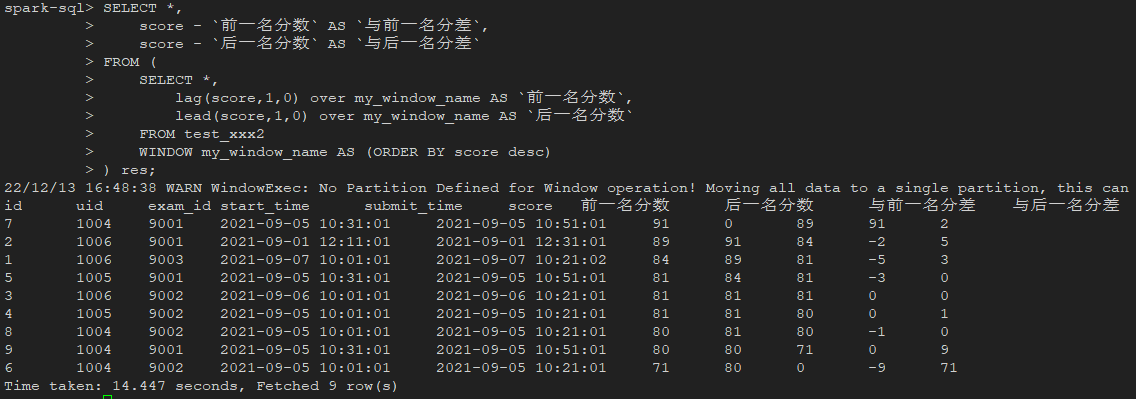 spark-sql> SELECT *,
         >     score - `前一名分数` AS `与前一名分差`,
         >     score - `后一名分数` AS `与后一名分差`
         > FROM (
         >     SELECT *,
         >         lag(score,1,0) over my_window_name AS `前一名分数`,
         >         lead(score,1,0) over my_window_name AS `后一名分数`
         >     FROM test_xxx2
         >     WINDOW my_window_name AS (ORDER BY score desc)
         > ) res;
22/12/13 16:48:38 WARN WindowExec: No Partition Defined for Window operation! Moving all data to a single partition, this can
id      uid     exam_id start_time      submit_time     score   前一名分数      后一名分数      与前一名分差    与后一名分差
7       1004    9001    2021-09-05 10:31:01     2021-09-05 10:51:01     91      0       89      91      2
2       1006    9001    2021-09-01 12:11:01     2021-09-01 12:31:01     89      91      84      -2      5
1       1006    9003    2021-09-07 10:01:01     2021-09-07 10:21:02     84      89      81      -5      3
5       1005    9001    2021-09-05 10:31:01     2021-09-05 10:51:01     81      84      81      -3      0
3       1006    9002    2021-09-06 10:01:01     2021-09-06 10:21:01     81      81      81      0       0
4       1005    9002    2021-09-05 10:01:01     2021-09-05 10:21:01     81      81      80      0       1
8       1004    9002    2021-09-05 10:01:01     2021-09-05 10:21:01     80      81      80      -1      0
9       1004    9001    2021-09-05 10:31:01     2021-09-05 10:51:01     80      80      71      0       9
6       1004    9002    2021-09-05 10:01:01     2021-09-05 10:21:01     71      80      0       -9      71
Time taken: 14.447 seconds, Fetched 9 row(s)